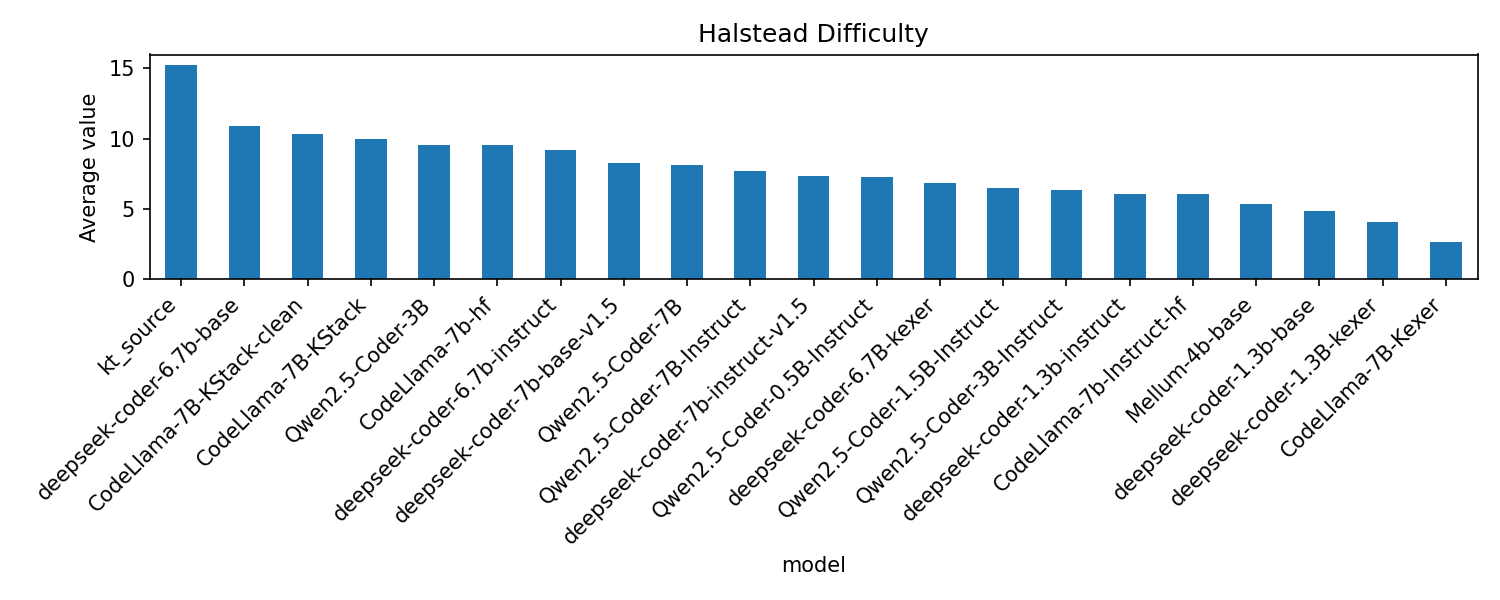 Halstead Difficulty
Average value
15
10
5
0
kt_source
deepseek-coder-6.7b-base
CodeLlama-7B-KStack-clean
CodeLlama-7B-KStack
Qwen2.5-Coder-3B
CodeLlama-7b-hf
deepseek-coder-6.7b-instruct
deepseek-coder-7b-base-v1.5
Qwen2.5-Coder-7B
Qwen2.5-Coder-7B-Instruct
deepseek-coder-7b-instruct-v1.5
Qwen2.5-Coder-0.5B-Instruct
deepseek-coder-6.7B-kexer
Qwen2.5-Coder-1.5B-Instruct
Qwen2.5-Coder-3B-Instruct
deepseek-coder-1.3b-instruct
CodeLlama-7b-Instruct-hf
Mellum-4b-base
deepseek-coder-1.3b-base
deepseek-coder-1.3B-kexer
CodeLlama-7B-Kexer
model